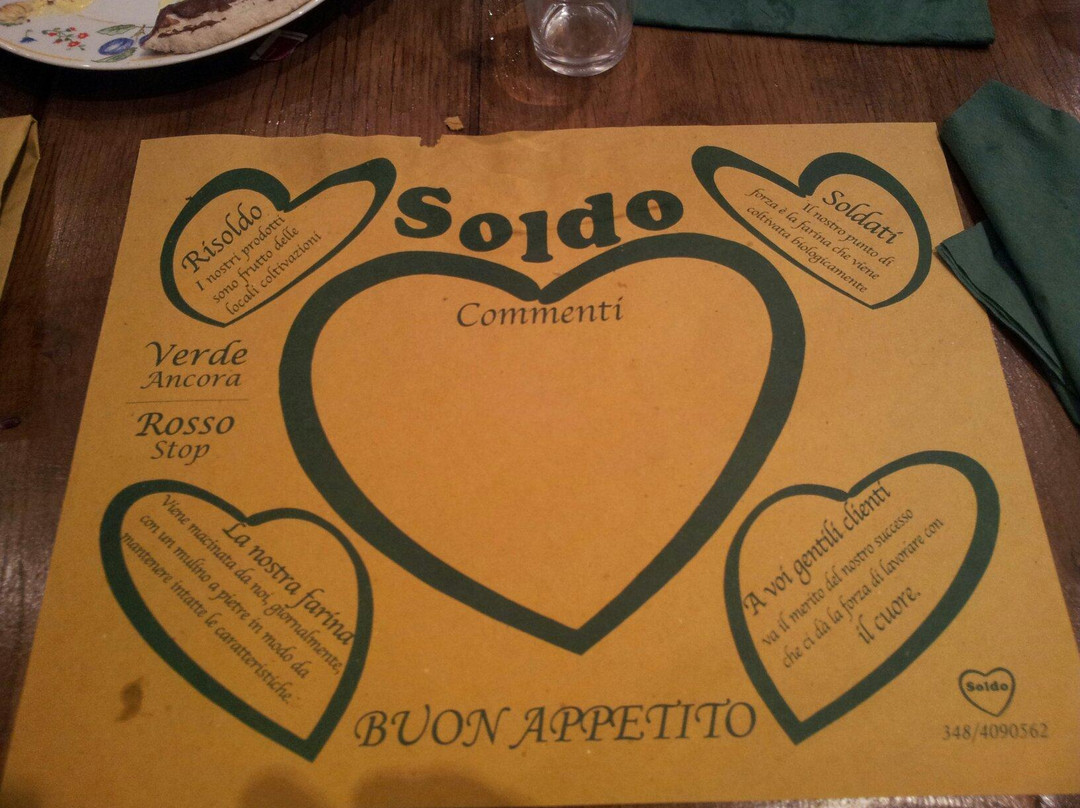 Soldo
Risoldo
I nostri prodotti
sono frutto delle
locali coltivazioni
Soldati
Il nostro punto di
forza è la farina che viene
coltivata biologicamente
Commenti
Verde
Ancora
Rosso
Stop
La nostra farina
Viene macinata da noi, giornalmente,
con un mulino a pietre in modo da
mantenere intatte le caratteristiche.
A voi gentili clienti
va il merito del nostro successo
che ci dà la forza di lavorare con
il cuore.
BUON APPETITO
Soldo
348/4090562